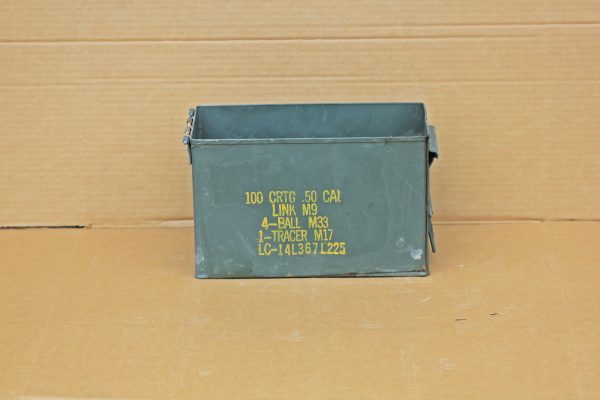 100 CRTG .50 CAL
LINK M9
4-BALL M33
1-TRACER M17
LC-14L367L225